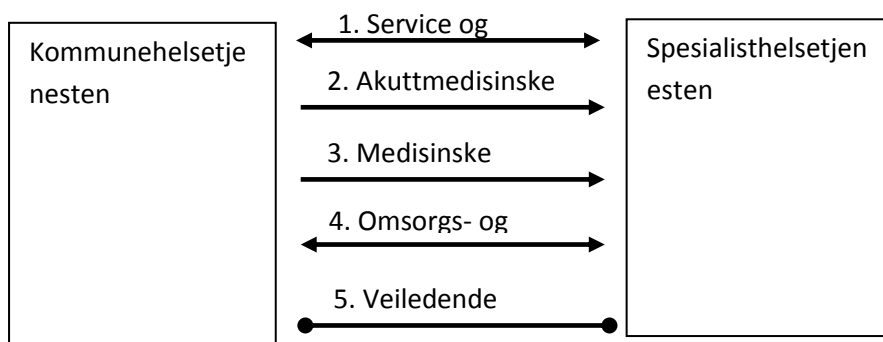 Kommunehelsetje
nesten
1. Service og
2. Akuttmedisinske
3. Medisinske
4. Omsorgs- og
5. Veiledende
Spesialisthelsetjen
esten